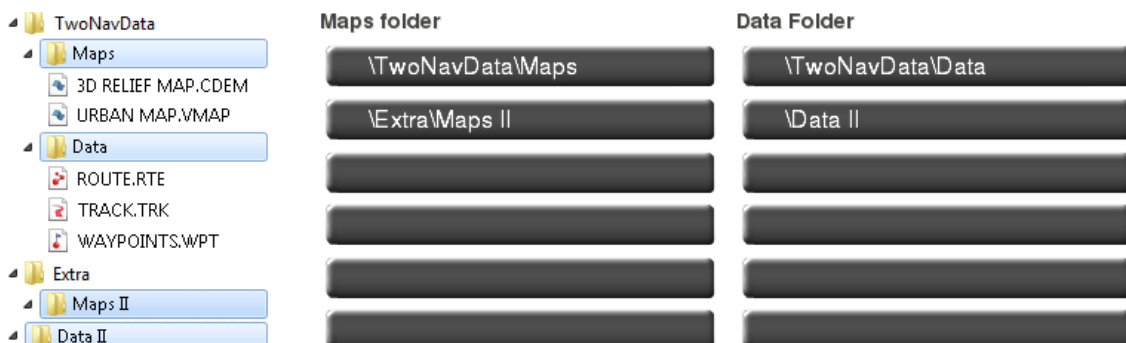 TwoNavData
Maps
3D RELIEF MAP.CDEM
URBAN MAP.VMAP
Data
ROUTE.RTE
TRACK.TRK
WAYPOINTS.WPT
Extra
Maps II
Data II
Maps folder
\TwoNavData\Maps
\Extra\Maps II
Data Folder
\TwoNavData\Data
\Data II